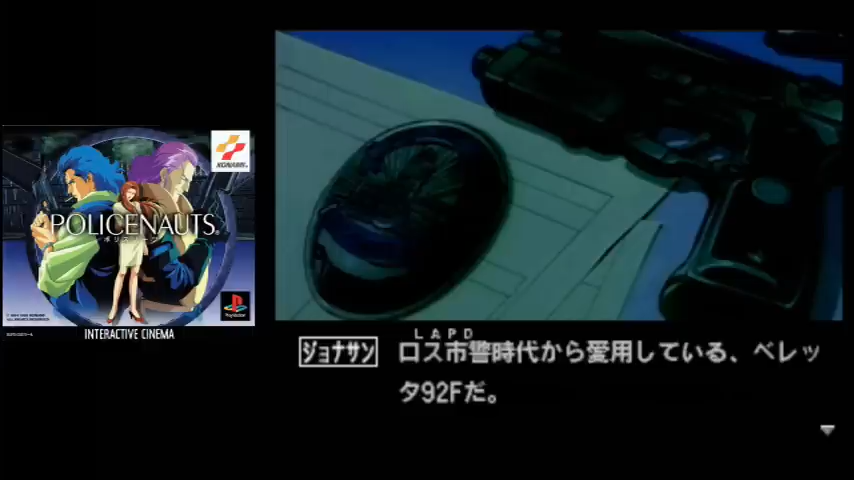 KONAMI
POLICENAUTS
ポリスノーツ
PlayStation
INTERACTIVE CINEMA
LAPD
ジョナサン
ロス市警時代から愛用している、ベレッ
タ92Fだ。